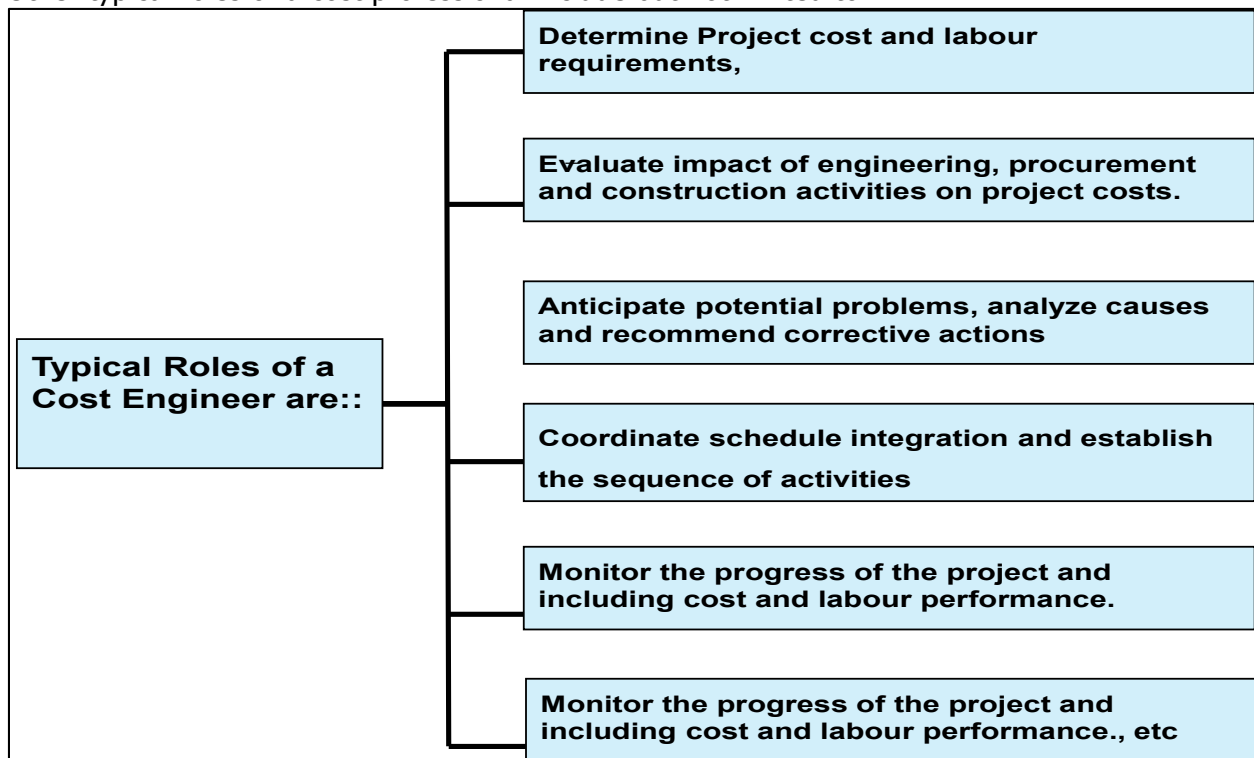 Typical Roles of a
Cost Engineer are::
Determine Project cost and labour
requirements,
Evaluate impact of engineering, procurement
and construction activities on project costs.
Anticipate potential problems, analyze causes
and recommend corrective actions
Coordinate schedule integration and establish
the sequence of activities
Monitor the progress of the project and
including cost and labour performance.
Monitor the progress of the project and
including cost and labour performance., etc